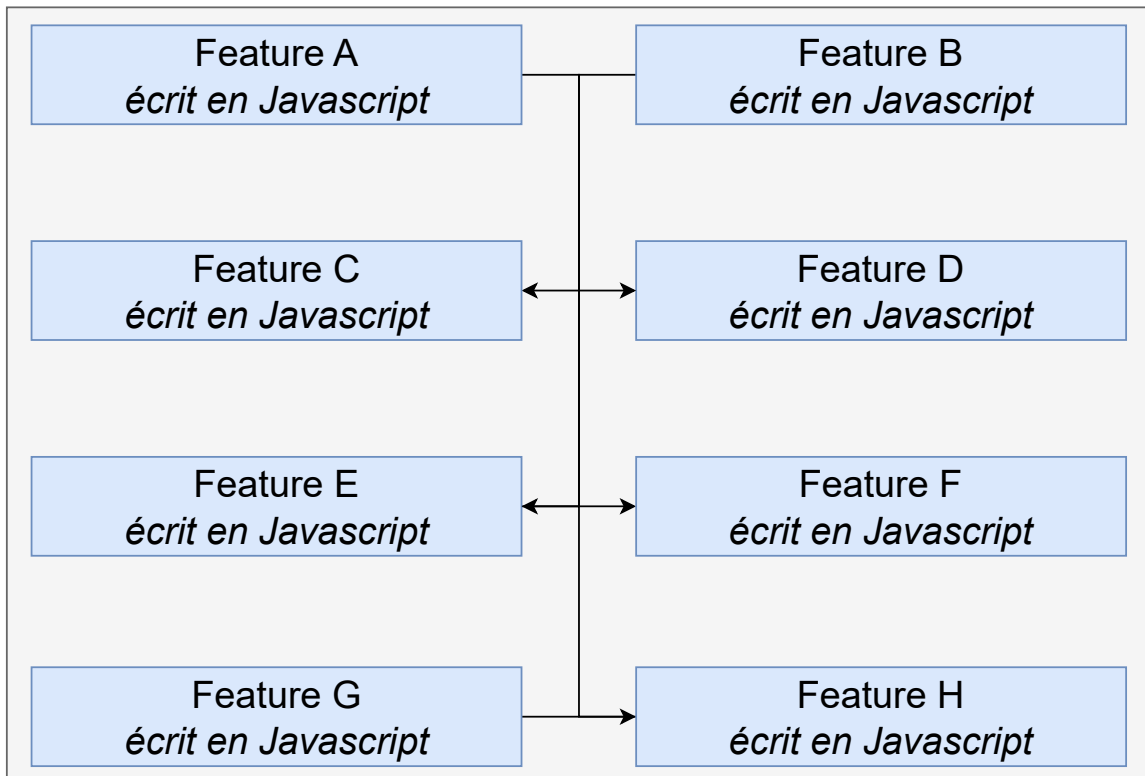 Feature A
écrit en Javascript
Feature B
écrit en Javascript
Feature C
écrit en Javascript
Feature D
écrit en Javascript
Feature E
écrit en Javascript
Feature F
écrit en Javascript
Feature G
écrit en Javascript
Feature H
écrit en Javascript